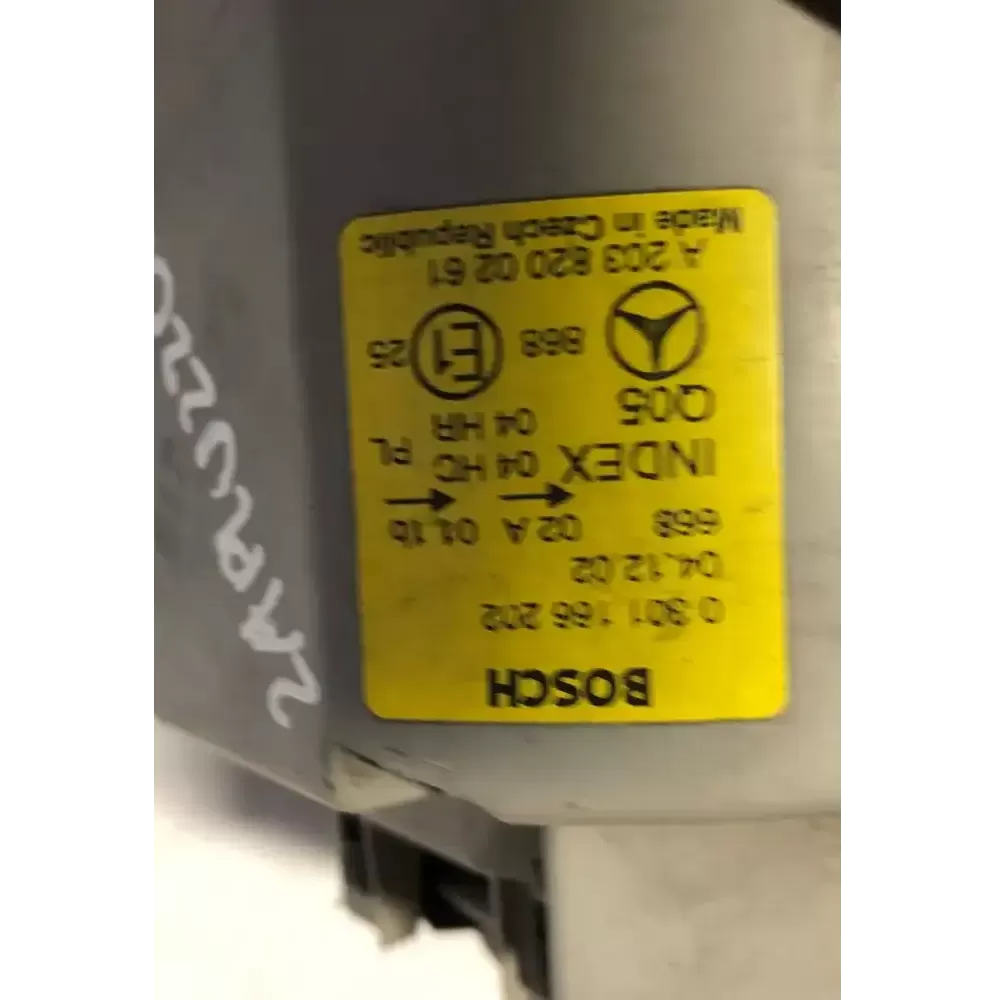 BOSCH
0 301 166 202
04.12.02
668 02 A 01.1b
INDEX 04 HC PL
Q05 04 HR
868 E1 25
A 203 820 02 61
Made in Czech Republic